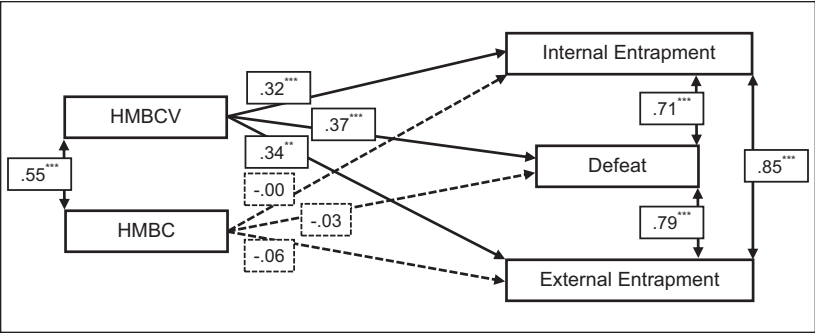 Internal Entrapment
.32***
HMBCV
.37***
.71***
.34**
Defeat
.85***
.55***
-.00
HMBC
-.03
.79***
-.06
External Entrapment